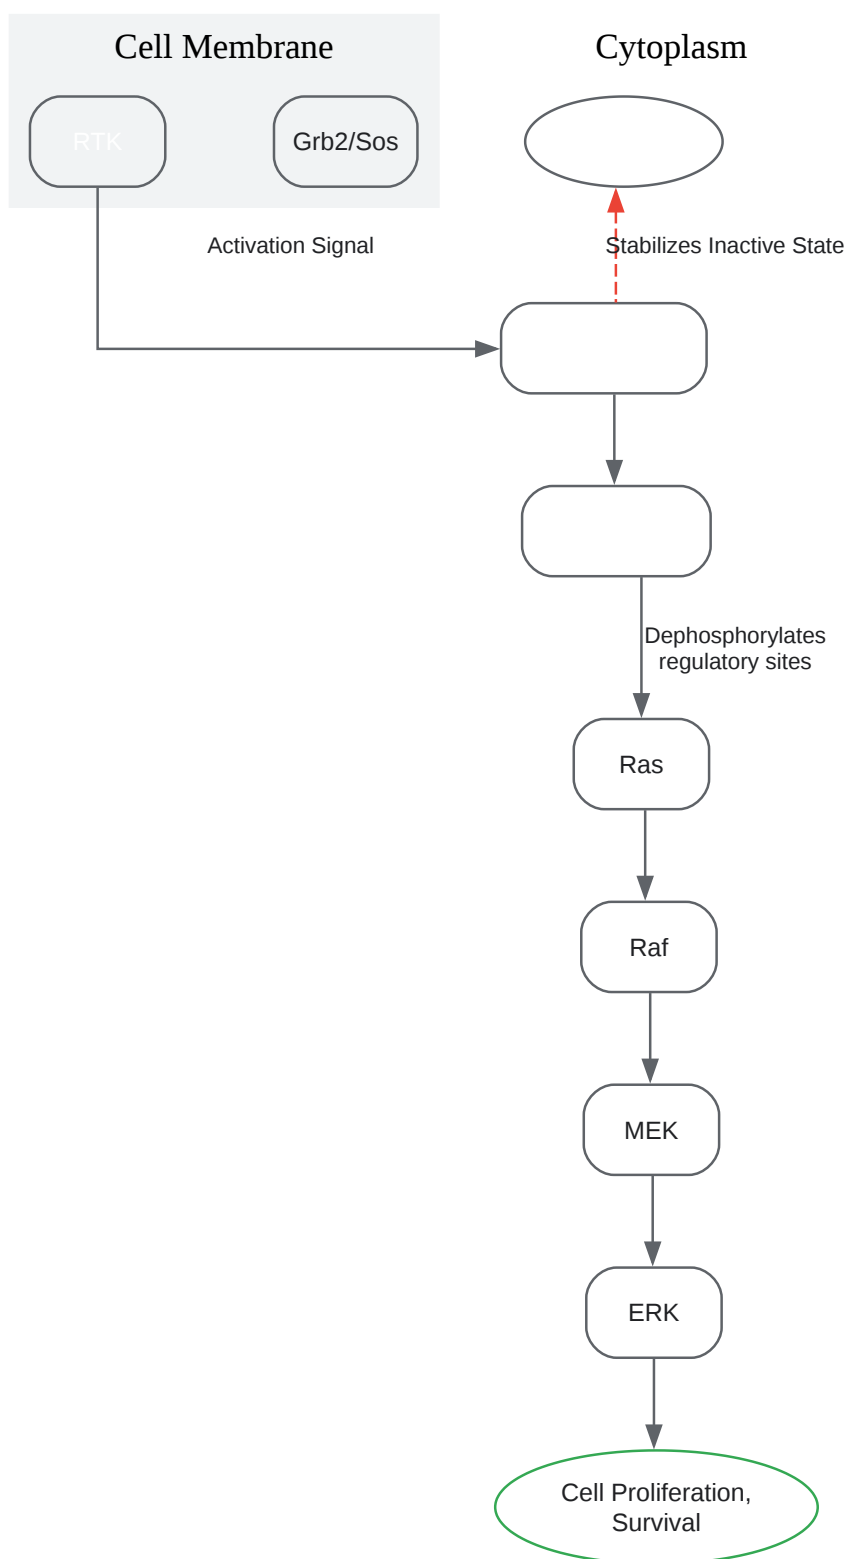 Cell Membrane
Cytoplasm
RTK
Grb2/Sos
Activation Signal
Stabilizes Inactive State
Dephosphorylates
regulatory sites
Ras
Raf
MEK
ERK
Cell Proliferation,
Survival